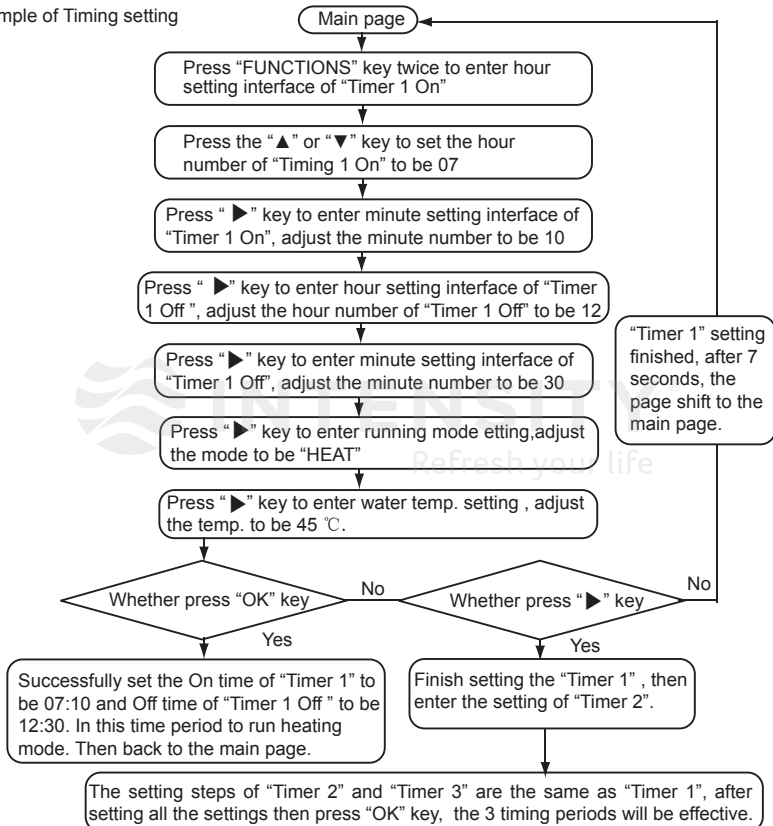 mple of Timing setting
Main page
Press “FUNCTIONS” key twice to enter hour
setting interface of “Timer 1 On”
Press the “▲” or “▼” key to set the hour
number of “Timing 1 On” to be 07
Press “ ▶” key to enter minute setting interface of
“Timer 1 On”, adjust the minute number to be 10
Press “ ▶” key to enter hour setting interface of “Timer
1 Off ”, adjust the hour number of “Timer 1 Off” to be 12
Press “▶” key to enter minute setting interface of
“Timer 1 Off”, adjust the minute number to be 30
Press “▶” key to enter running mode etting,adjust
the mode to be “HEAT”
Press “▶” key to enter water temp. setting , adjust
the temp. to be 45 ℃.
“Timer 1” setting
finished, after 7
seconds, the
page shift to the
main page.
INTENSITY
Refresh your life
Whether press “OK” key
No
Whether press “▶” key
No
Yes
Yes
Successfully set the On time of “Timer 1” to
be 07:10 and Off time of “Timer 1 Off ” to be
12:30. In this time period to run heating
mode. Then back to the main page.
Finish setting the “Timer 1” , then
enter the setting of “Timer 2”.
The setting steps of “Timer 2” and “Timer 3” are the same as “Timer 1”, after
setting all the settings then press “OK” key, the 3 timing periods will be effective.